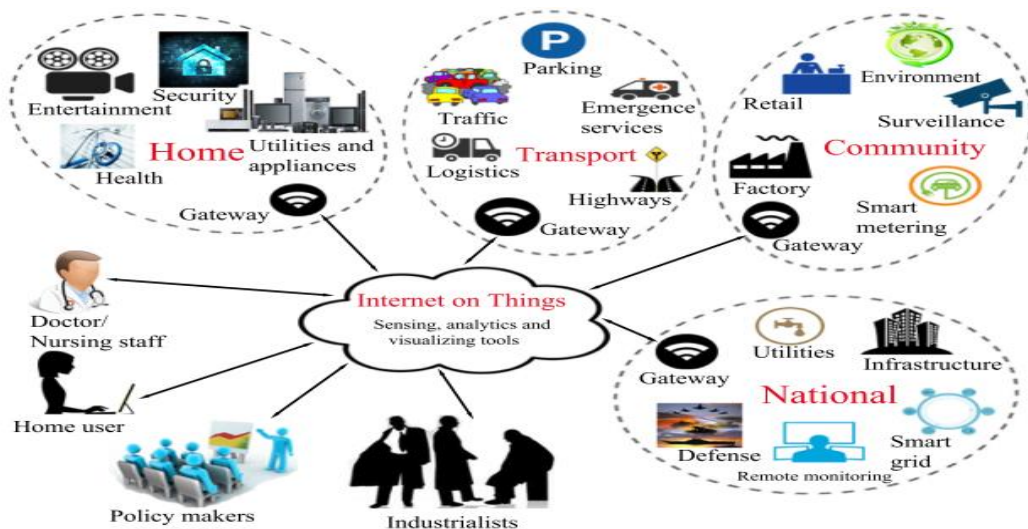 Entertainment
Security
Health
Home
Utilities and
appliances
Gateway
P
Parking
Traffic
Emergence
services
Logistics
Transport
Highways
Gateway
Retail
Environment
Surveillance
Community
Factory
Smart
metering
Gateway
Doctor/
Nursing staff
Internet on Things
Sensing, analytics and
visualizing tools
Home user
Policy makers
Industrialists
Gateway
Utilities
Infrastructure
National
Defense
Remote monitoring
Smart
grid